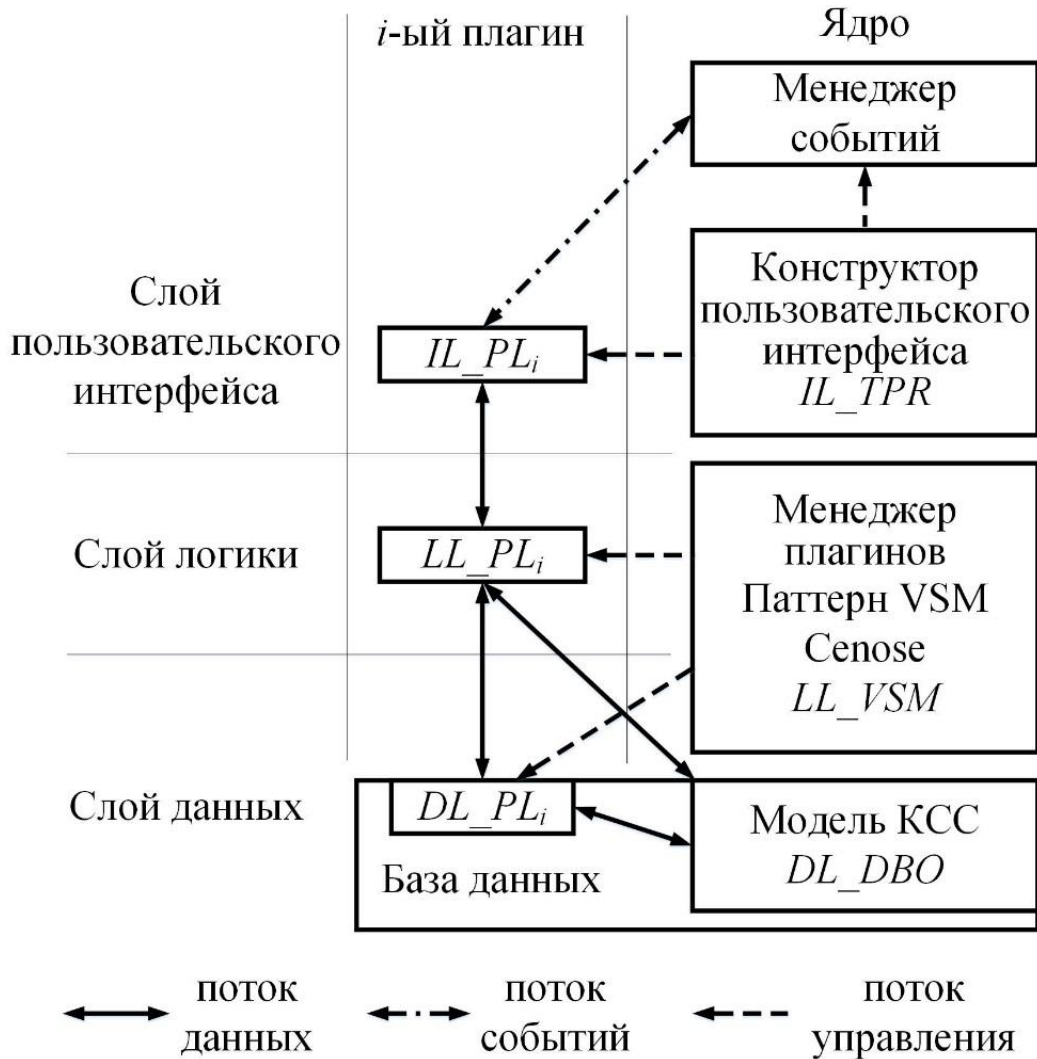 i-ый плагин
Ядро
Менеджер
событий
Конструктор
пользовательского
интерфейса
IL_TPR
Слой
пользовательского
интерфейса
IL_PLi
Слой логики
LL_PLi
Менеджер
плагинов
Паттерн VSM
Cenose
LL_VSM
Слой данных
DL_PLi
База данных
Модель КСС
DL_DBO
поток
данных
поток
событий
поток
управления